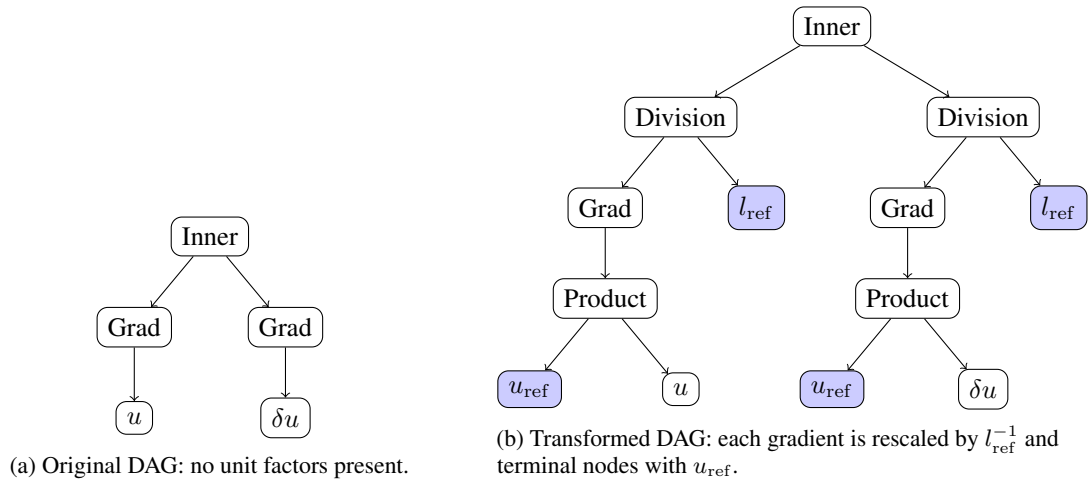 Inner
Grad Grad
u δu
(a) Original DAG: no unit factors present.
Inner
Division Division
Grad l_ref Grad l_ref
Product Product
u_ref u u_ref δu
(b) Transformed DAG: each gradient is rescaled by l_ref^{-1} and
terminal nodes with u_ref.